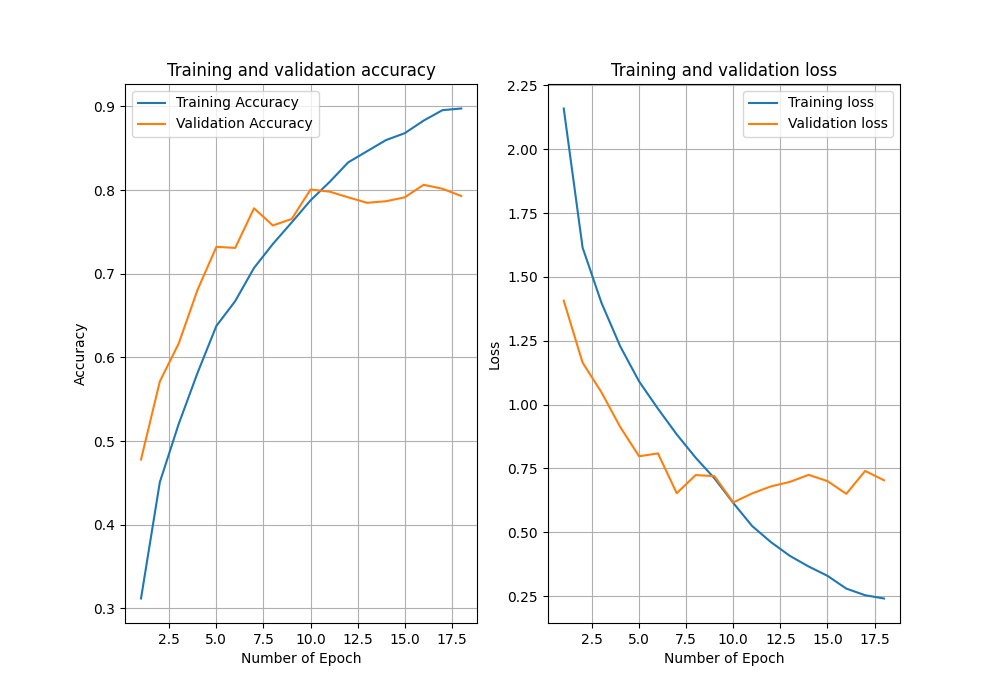 Training and validation accuracy
Training Accuracy
Validation Accuracy
0.9
0.8
0.7
0.6
0.5
0.4
0.3
Accuracy
2.5 5.0 7.5 10.0 12.5 15.0 17.5
Number of Epoch
Training and validation loss
Training loss
Validation loss
2.25
2.00
1.75
1.50
1.25
1.00
0.75
0.50
0.25
Loss
2.5 5.0 7.5 10.0 12.5 15.0 17.5
Number of Epoch